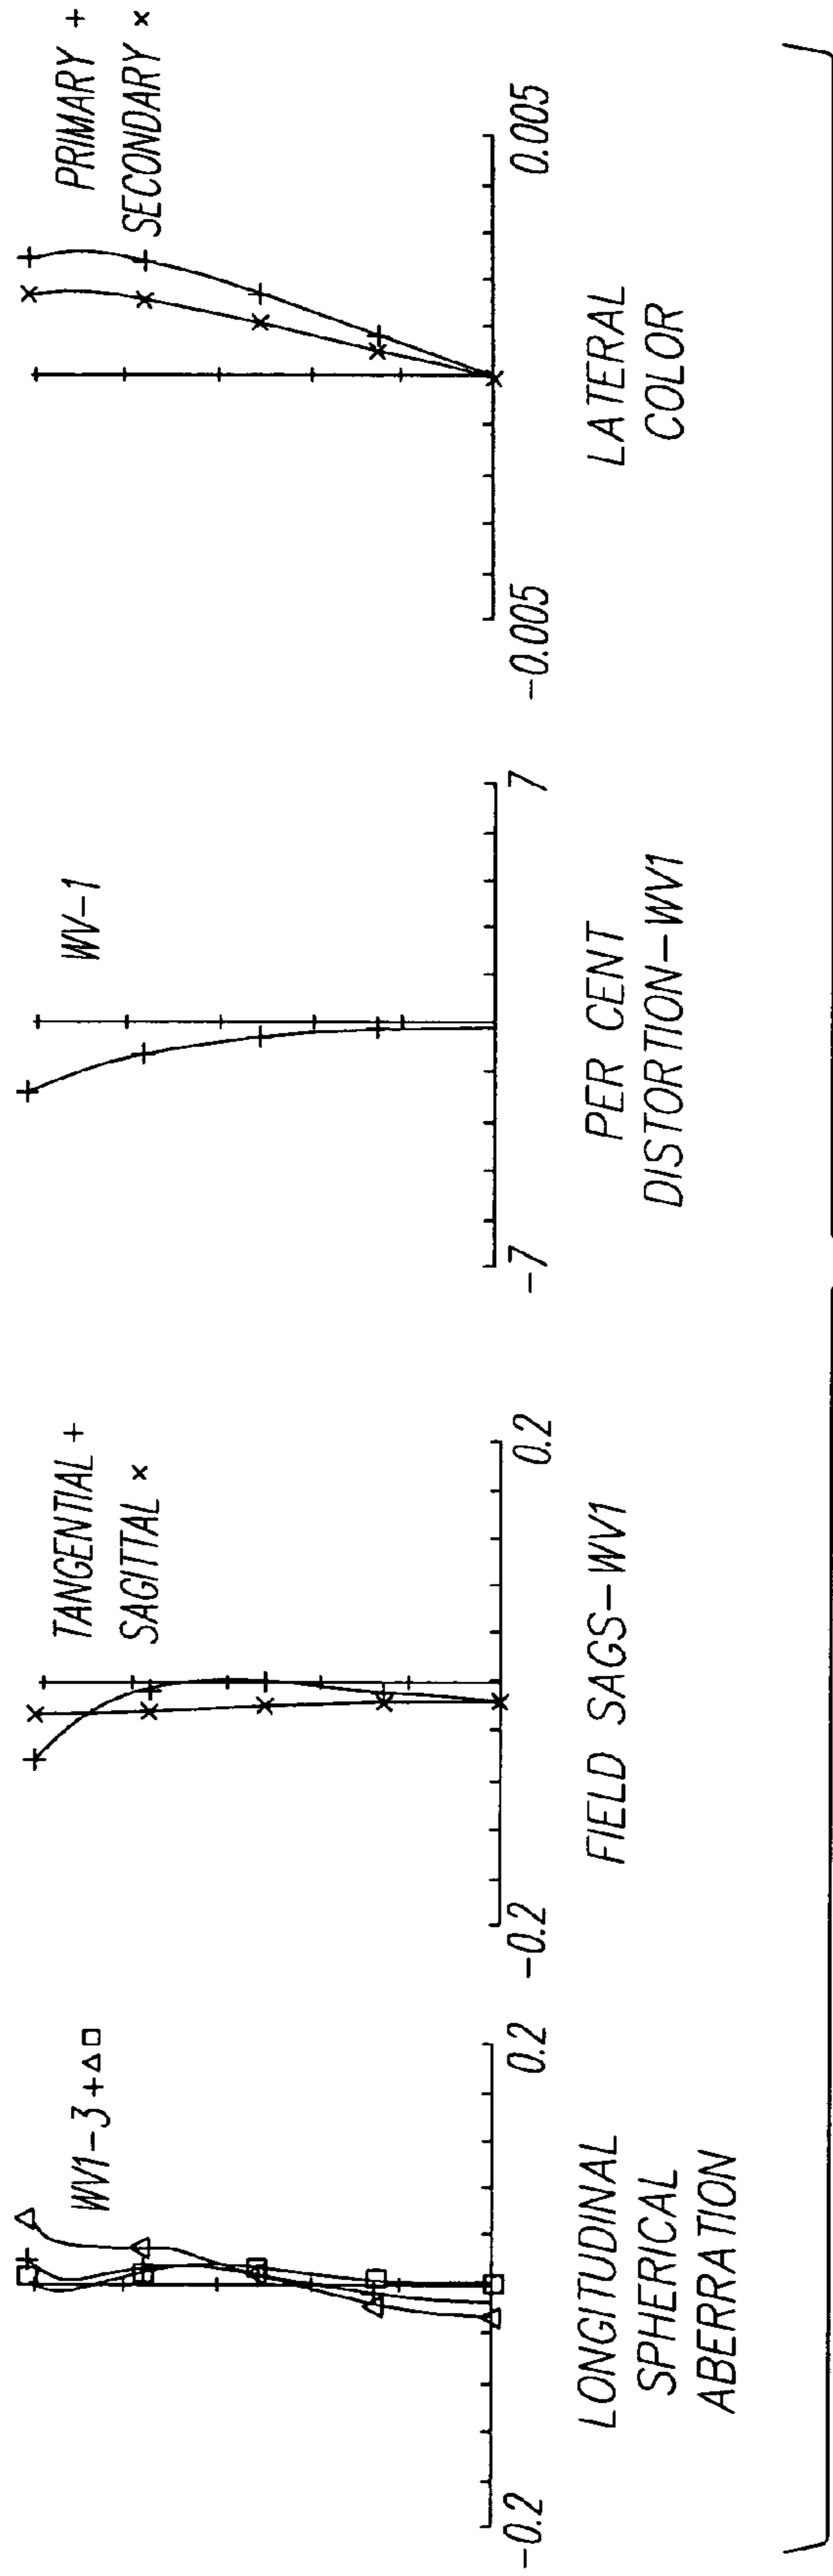 WV1-3 +△□
-0.2
0.2
LONGITUDINAL
SPHERICAL
ABERRATION
TANGENTIAL +
SAGITTAL ×
-0.2
0.2
FIELD SAGS-WV1
WV-1
-7
7
PER CENT
DISTORTION-WV1
PRIMARY +
SECONDARY ×
-0.005
0.005
LATERAL
COLOR